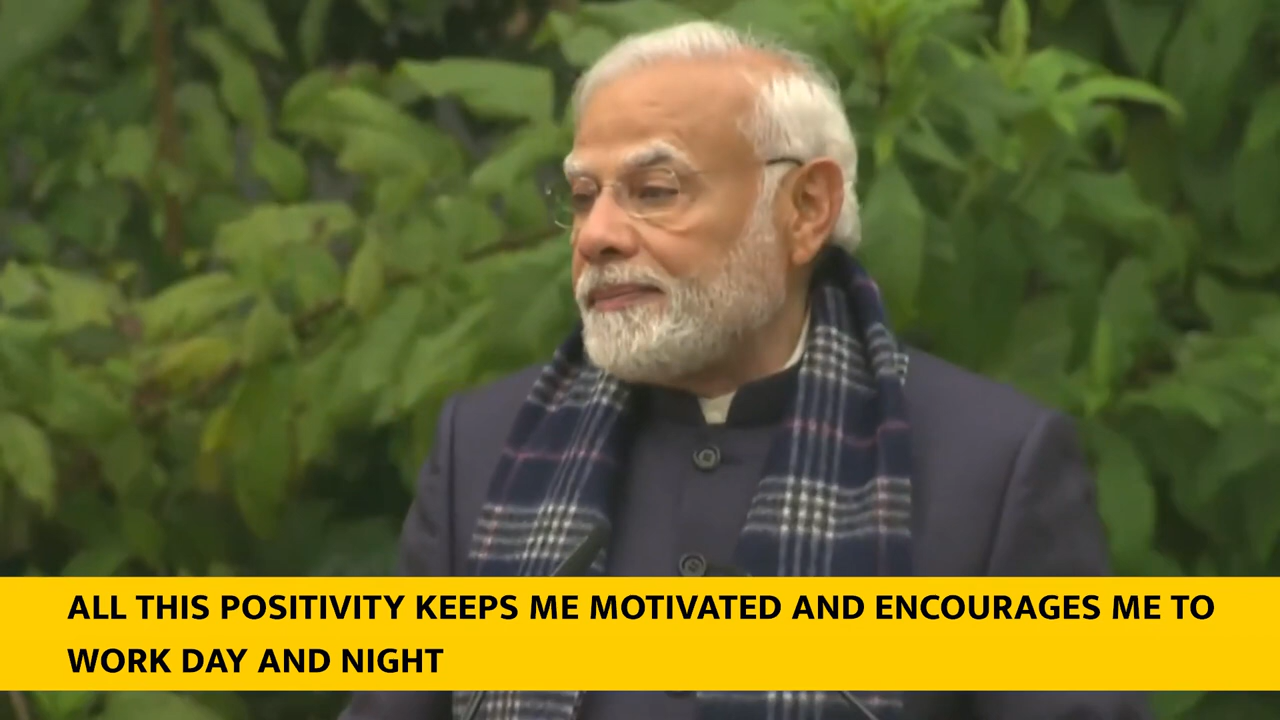 ALL THIS POSITIVITY KEEPS ME MOTIVATED AND ENCOURAGES ME TO
WORK DAY AND NIGHT